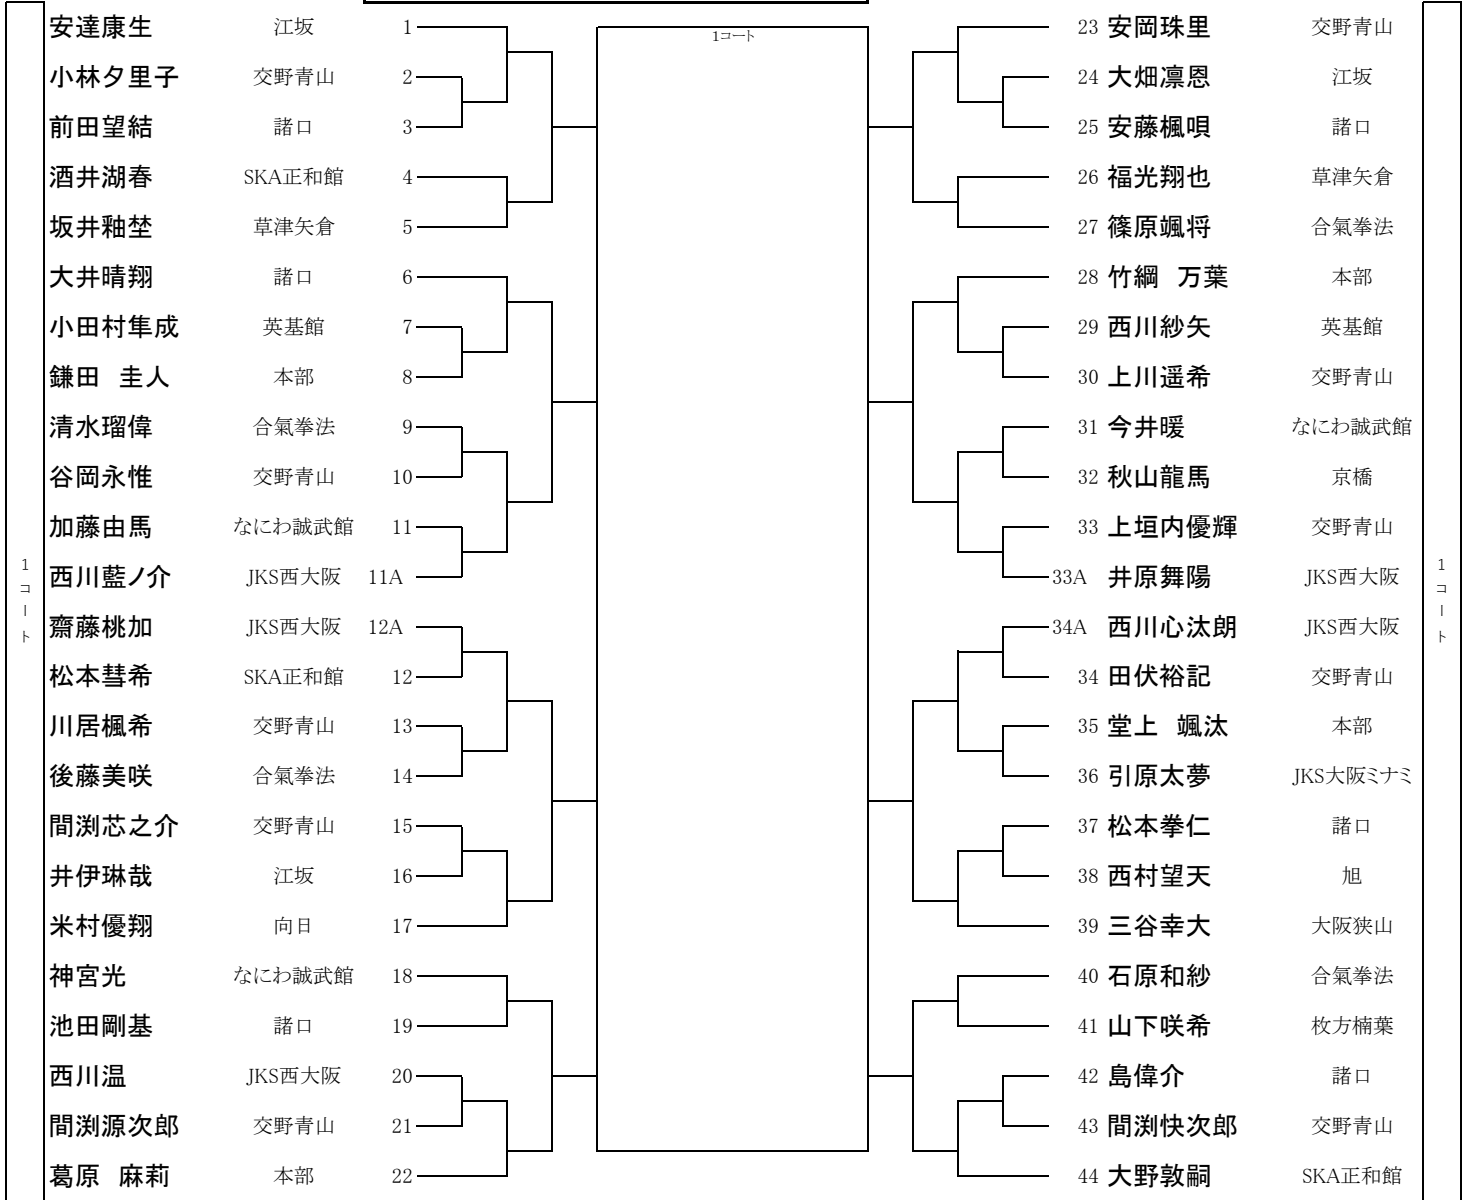 1コート
安達康生 江坂 1
小林夕里子 交野青山 2
前田望結 諸口 3
酒井湖春 SKA正和館 4
坂井釉埜 草津矢倉 5
大井晴翔 諸口 6
小田村隼成 英基館 7
鎌田 圭人 本部 8
清水瑠偉 合氣拳法 9
谷岡永惟 交野青山 10
加藤由馬 なにわ誠武館 11
西川藍ノ介 JKS西大阪 11A
齋藤桃加 JKS西大阪 12A
松本彗希 SKA正和館 12
川居楓希 交野青山 13
後藤美咲 合氣拳法 14
間渕芯之介 交野青山 15
井伊琳哉 江坂 16
米村優翔 向日 17
神宮光 なにわ誠武館 18
池田剛基 諸口 19
西川温 JKS西大阪 20
間渕源次郎 交野青山 21
葛原 麻莉 本部 22
1コート
23 安岡珠里 交野青山
24 大畑凛恩 江坂
25 安藤楓唄 諸口
26 福光翔也 草津矢倉
27 篠原颯将 合氣拳法
28 竹綱 万葉 本部
29 西川紗矢 英基館
30 上川遥希 交野青山
31 今井暖 なにわ誠武館
32 秋山龍馬 京橋
33 上垣内優輝 交野青山
33A 井原舞陽 JKS西大阪
34A 西川心汰朗 JKS西大阪
34 田伏裕記 交野青山
35 堂上 颯汰 本部
36 引原太夢 JKS大阪ミナミ
37 松本拳仁 諸口
38 西村望天 旭
39 三谷幸大 大阪狭山
40 石原和紗 合氣拳法
41 山下咲希 枚方楠葉
42 島偉介 諸口
43 間渕快次郎 交野青山
44 大野敦嗣 SKA正和館
1コート